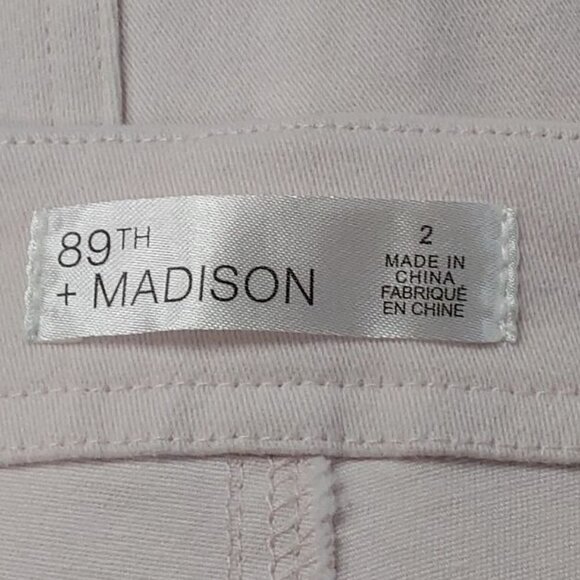 89TH
+ MADISON
2
MADE IN
CHINA
FABRIQUÉ
EN CHINE